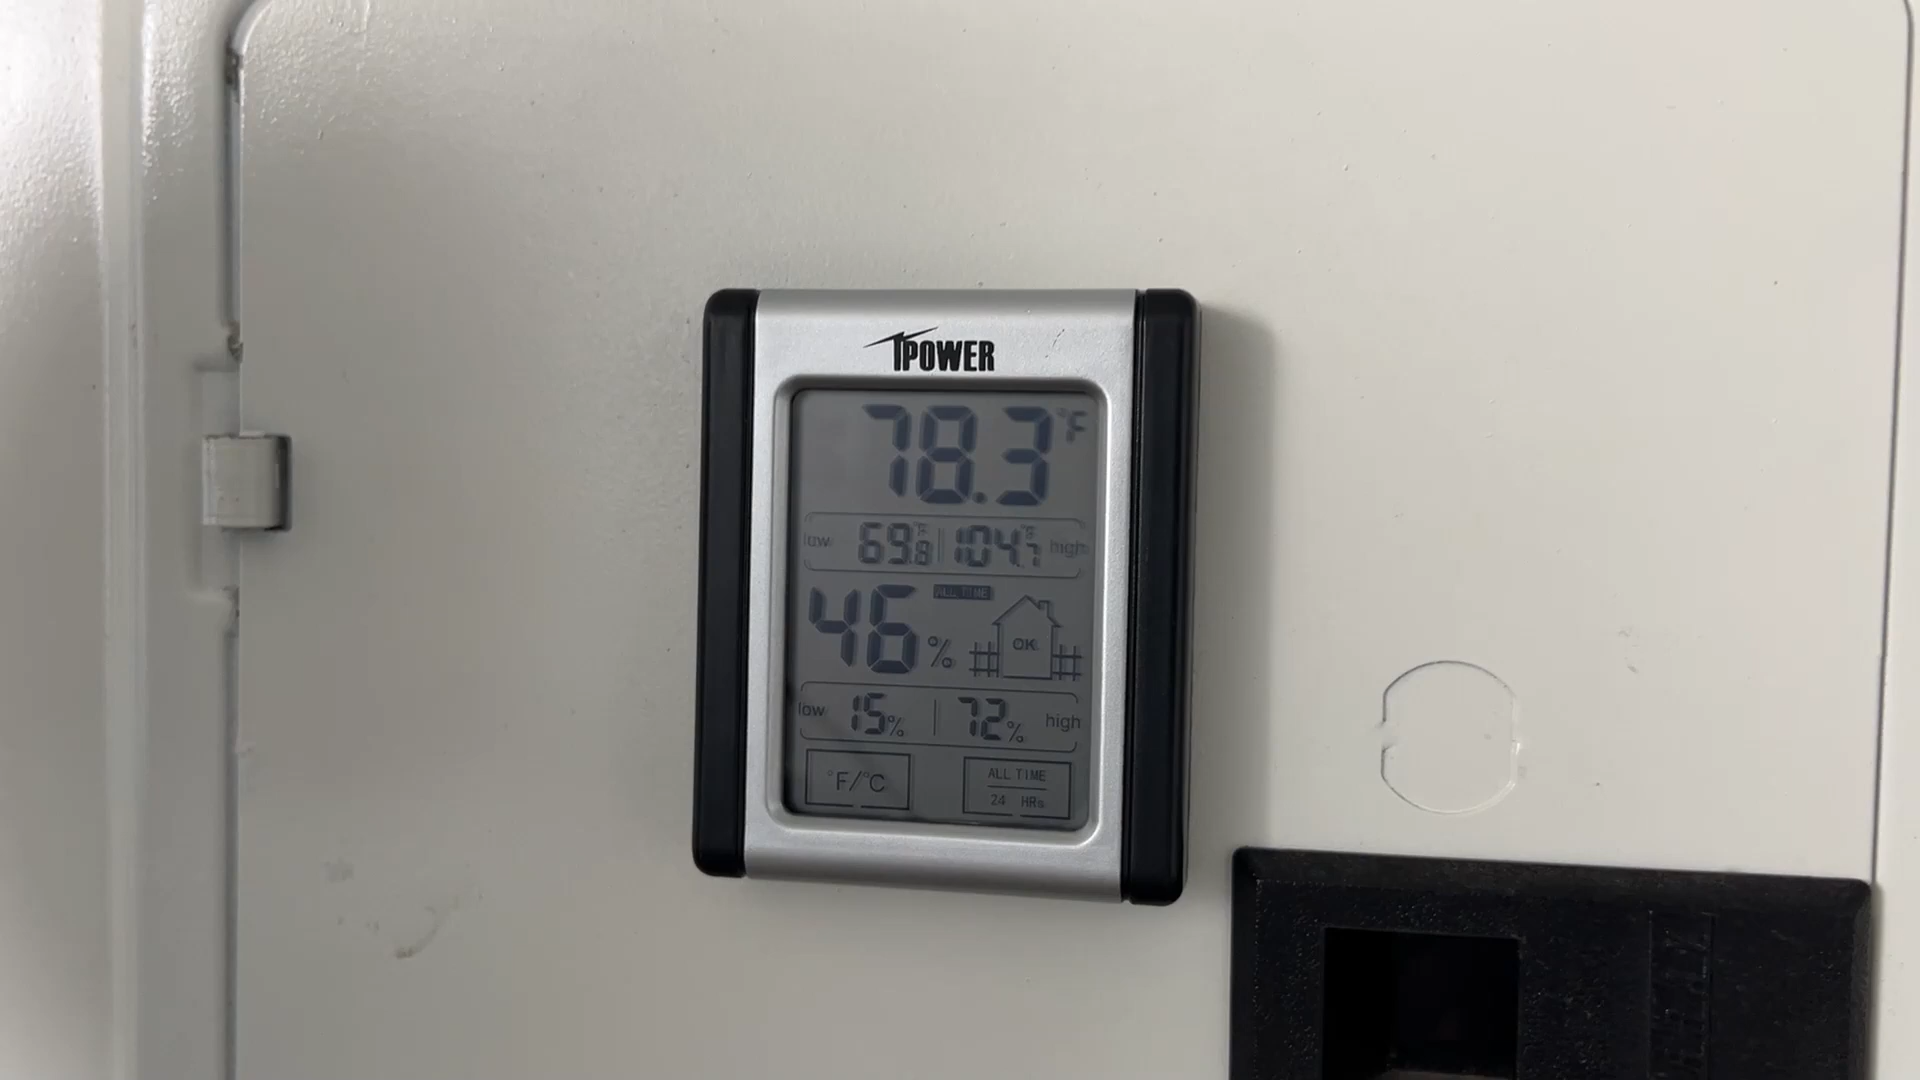 iPOWER
78.3°F
low 69.8°F | 104.7°F high
ALL TIME
46%
OK
low 15% | 72% high
°F/°C
ALL TIME
24 HRs